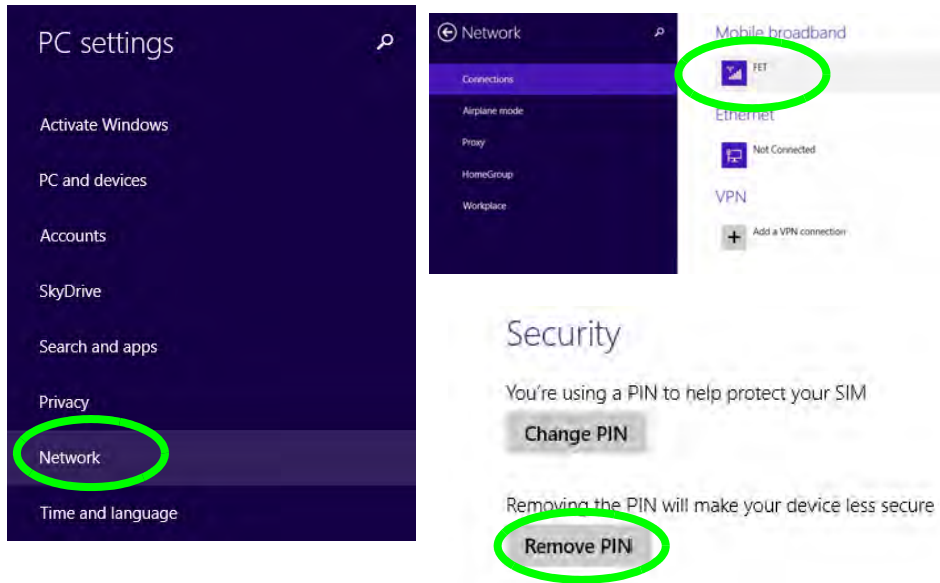 PC settings
Activate Windows
PC and devices
Accounts
SkyDrive
Search and apps
Privacy
Network
Time and language
Network
Connections
Airplane mode
Proxy
HomeGroup
Workplace
Mobile broadband
FET
Ethernet
Not Connected
VPN
Add a VPN connection
Security
You're using a PIN to help protect your SIM
Change PIN
Removing the PIN will make your device less secure
Remove PIN